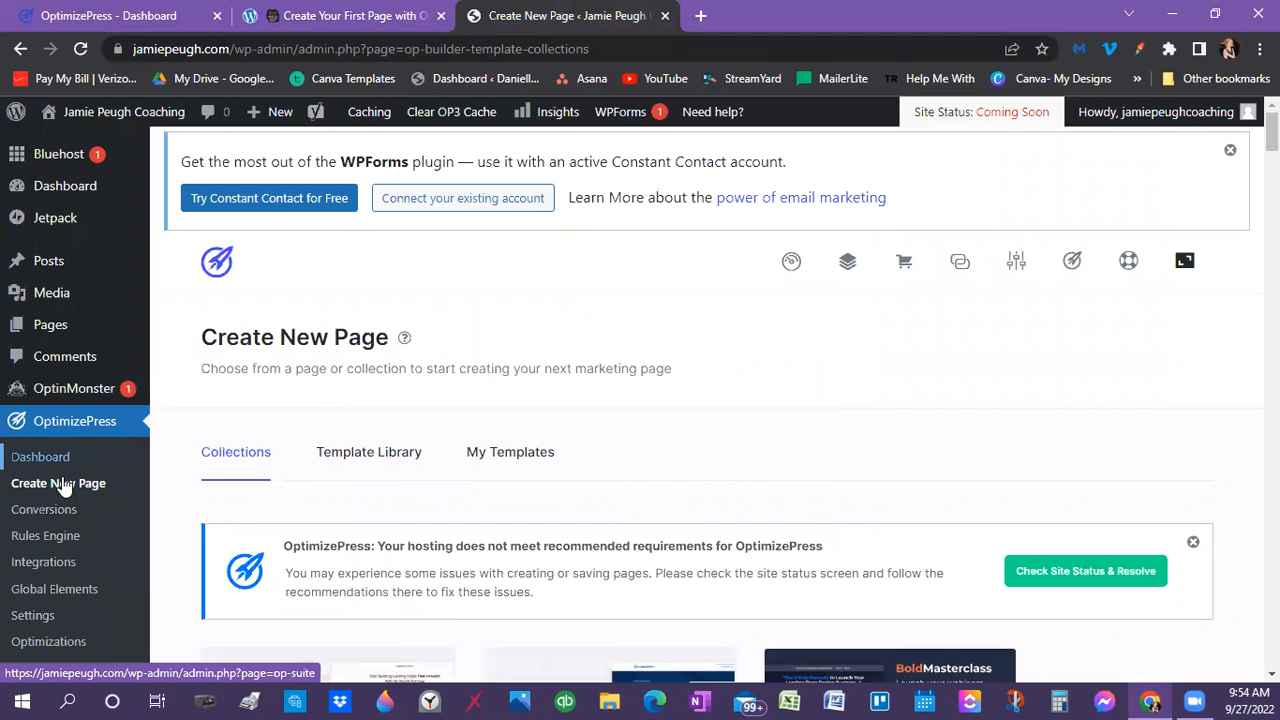 OptimizePress - Dashboard
Create Your First Page with O
Create New Page ‹ Jamie Peugh C
jamiepeugh.com/wp-admin/admin.php?page=op-builder-template-collections
Pay My Bill | Verizo...
My Drive - Google...
Canva Templates
Dashboard ‹ Daniell...
Asana
YouTube
StreamYard
MailerLite
TR
Help Me With
Canva- My Designs
»
Other bookmarks
Jamie Peugh Coaching
0
New
Caching
Clear OP3 Cache
Insights
WPForms 1
Need help?
Site Status: Coming Soon
Howdy, jamiepeughcoaching
Bluehost 1
Dashboard
Jetpack
Posts
Media
Pages
Comments
OptinMonster 1
OptimizePress
Dashboard
Create New Page
Conversions
Rules Engine
Integrations
Global Elements
Settings
Optimizations
Get the most out of the WPForms plugin — use it with an active Constant Contact account.
Try Constant Contact for Free
Connect your existing account
Learn More about the power of email marketing
Create New Page
Choose from a page or collection to start creating your next marketing page
Collections
Template Library
My Templates
OptimizePress: Your hosting does not meet recommended requirements for OptimizePress
You may experience some issues with creating or saving pages. Please check the site status screen and follow the
recommendations there to fix these issues.
Check Site Status & Resolve
BoldMasterclass
https://jamiepeugh.com/wp-admin/admin.php?page=op-suite
99+
9:54 AM
9/27/2022